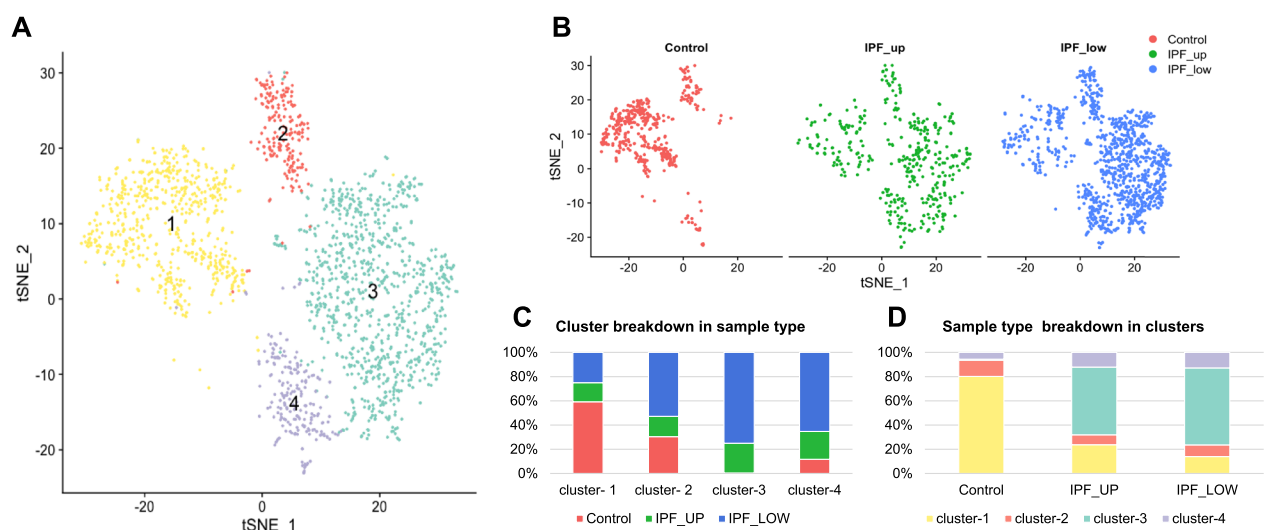 A
30
20
10
0
-10
-20
tSNE_2
-20
0
20
tSNE_1
1
2
3
4
B
Control
IPF_up
IPF_low
Control
IPF_up
IPF_low
30
20
10
0
-10
-20
tSNE_2
-20
0
20
-20
0
20
-20
0
20
tSNE_1
C
Cluster breakdown in sample type
100%
80%
60%
40%
20%
0%
cluster- 1
cluster- 2
cluster-3
cluster-4
Control
IPF_UP
IPF_LOW
D
Sample type breakdown in clusters
100%
80%
60%
40%
20%
0%
Control
IPF_UP
IPF_LOW
cluster-1
cluster-2
cluster-3
cluster-4